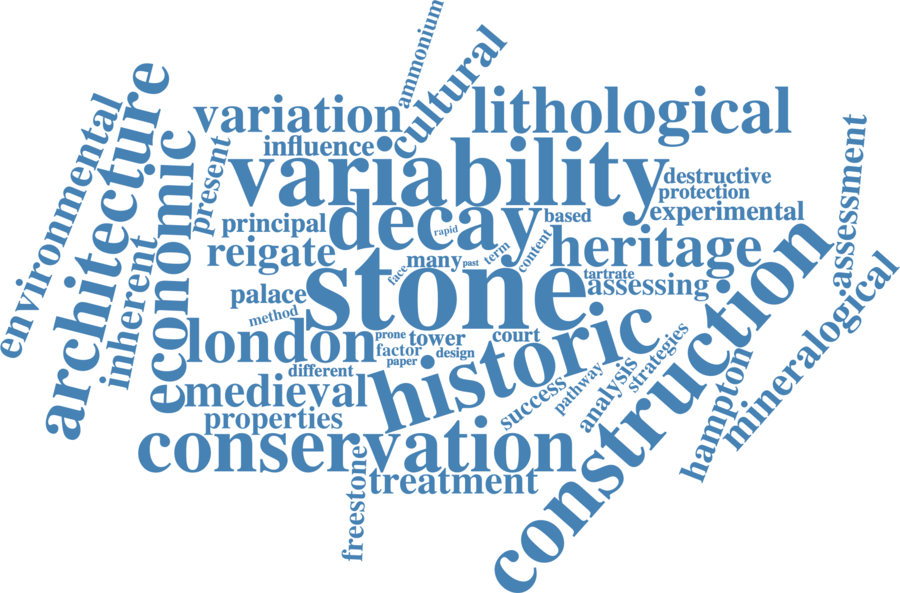 ammonium
cultural
variation
lithological
environmental
architecture
economic
present
influence
variability
destructive
protection
assessment
principal
decay
based
experimental
rapid
reigate
many
past
term
content
heritage
face
stone
tartrate
assessing
inherent
palace
method
london
prone
tower
court
historic
construction
mineralogical
factor
design
paper
different
strategies
medieval
success
pathway
analysis
hampton
properties
conservation
treatment
freestone